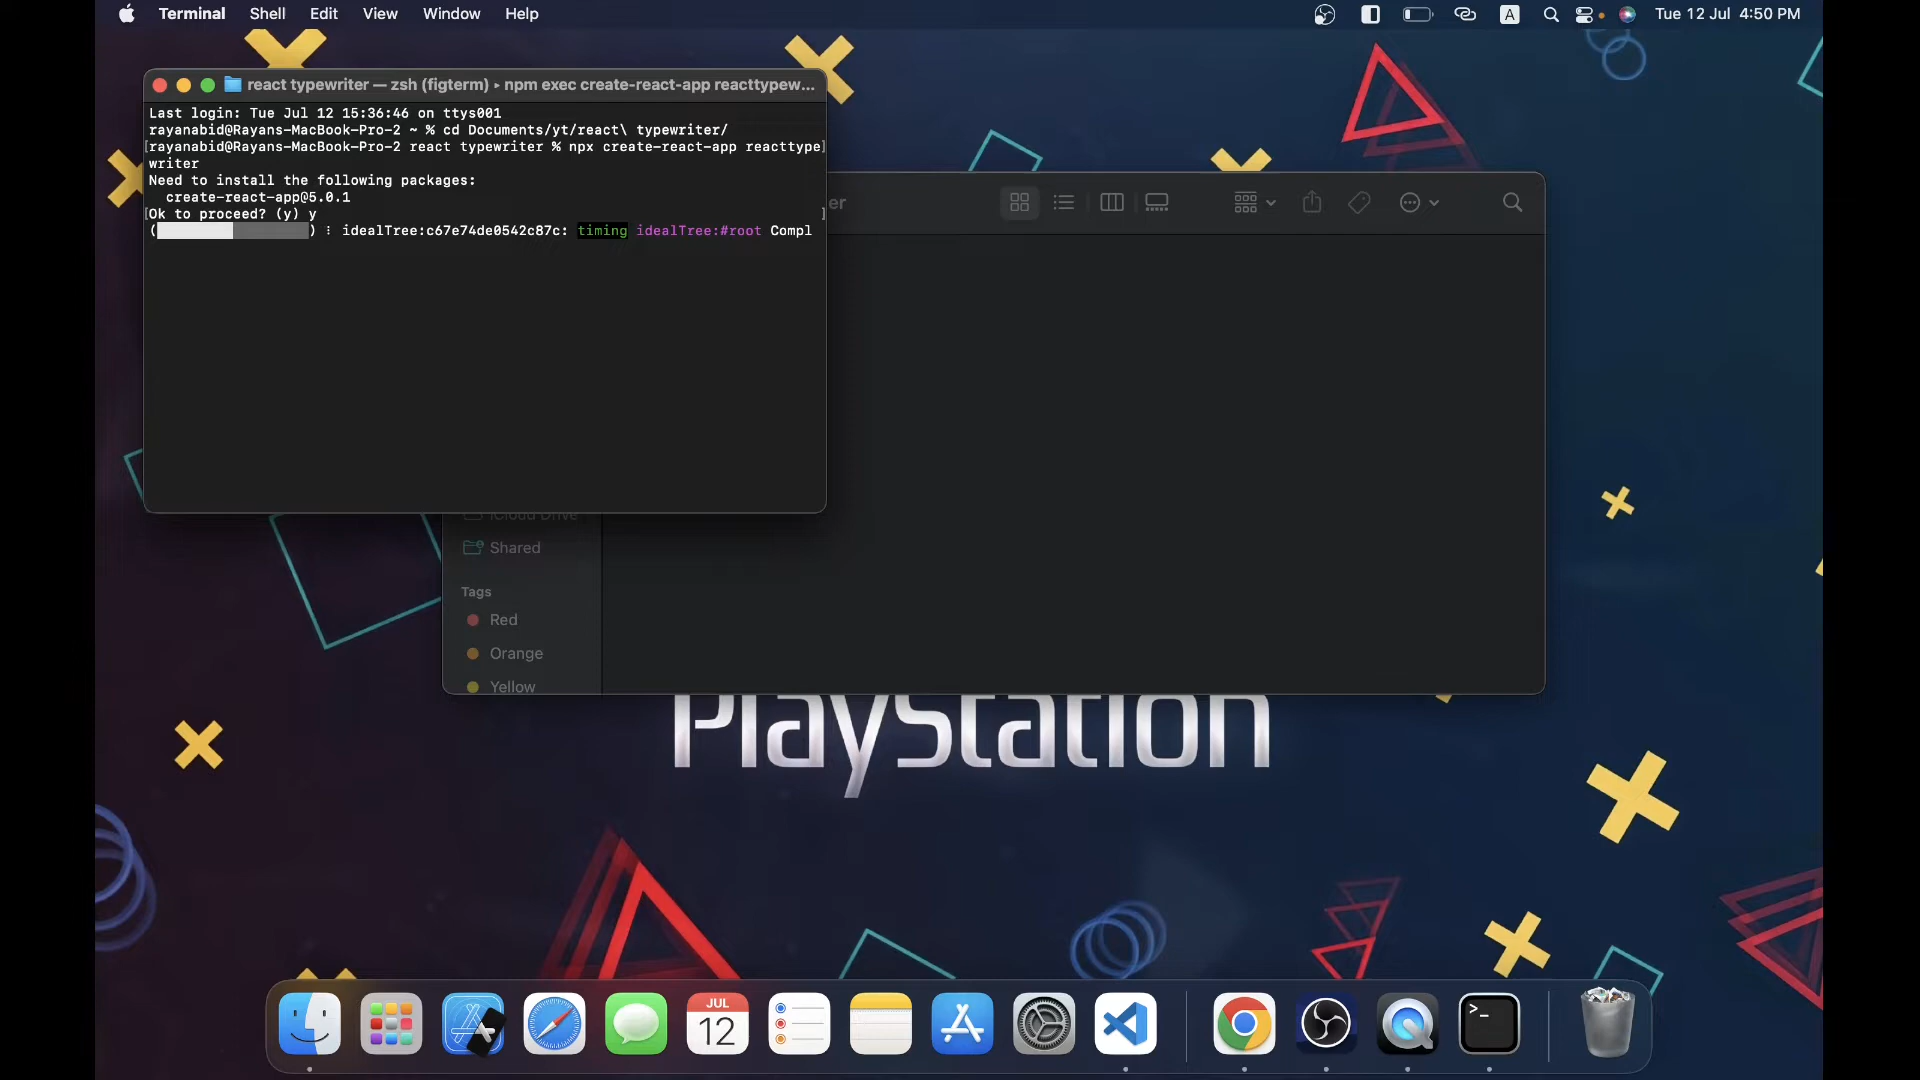 Terminal Shell Edit View Window Help
A
Tue 12 Jul 4:50 PM
react typewriter — zsh (figterm) ▸ npm exec create-react-app reacttypew...
Last login: Tue Jul 12 15:36:46 on ttys001
rayanabid@Rayans-MacBook-Pro-2 ~ % cd Documents/yt/react\ typewriter/
[rayanabid@Rayans-MacBook-Pro-2 react typewriter % npx create-react-app reacttype]
writer
Need to install the following packages:
  create-react-app@5.0.1
[Ok to proceed? (y) y ]
( ) ⠸ idealTree:c67e74de0542c87c: timing idealTree:#root Compl
er
iCloud Drive
Shared
Tags
Red
Orange
Yellow
PlayStation
JUL
12
>_